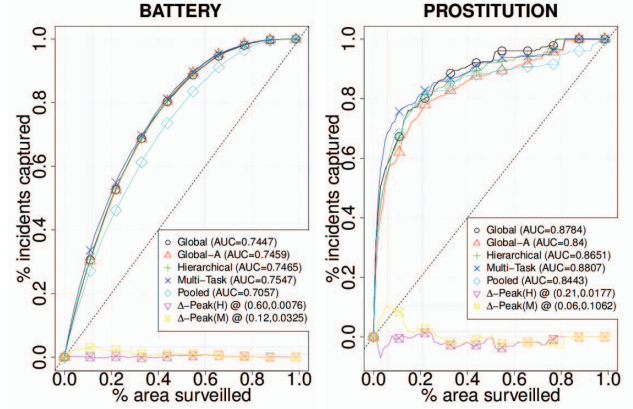 BATTERY
% incidents captured
1.0
0.8
0.6
0.4
0.2
0.0
Global (AUC=0.7447)
Global-A (AUC=0.7459)
Hierarchical (AUC=0.7465)
Multi-Task (AUC=0.7547)
Pooled (AUC=0.7057)
Δ-Peak(H) @ (0.60,0.0076)
Δ-Peak(M) @ (0.12,0.0325)
0.0 0.2 0.4 0.6 0.8 1.0
% area surveilled
PROSTITUTION
% incidents captured
1.0
0.8
0.6
0.4
0.2
0.0
Global (AUC=0.8784)
Global-A (AUC=0.84)
Hierarchical (AUC=0.8651)
Multi-Task (AUC=0.8807)
Pooled (AUC=0.8443)
Δ-Peak(H) @ (0.21,0.0177)
Δ-Peak(M) @ (0.06,0.1062)
0.0 0.2 0.4 0.6 0.8 1.0
% area surveilled